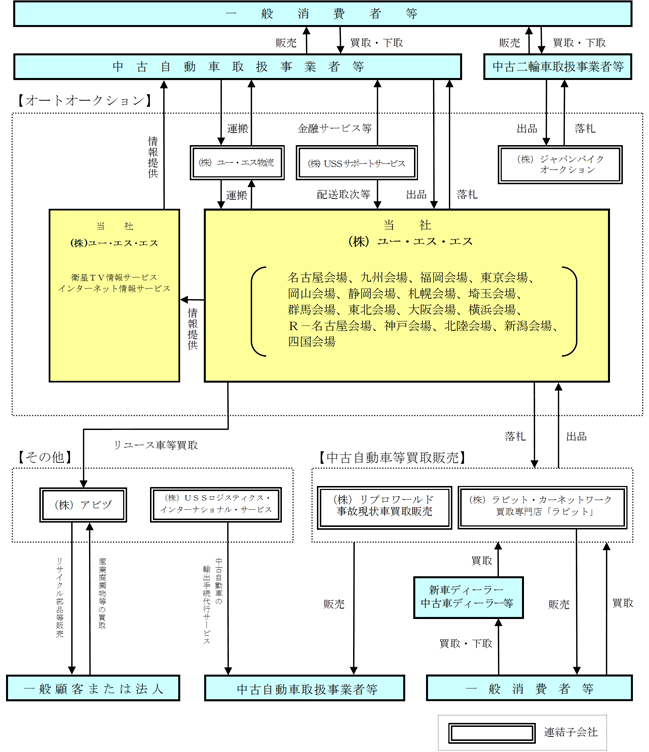 一般消費者等
販売
買取・下取
販売
買取・下取
中古自動車取扱事業者等
中古二輪車取扱事業者等
【オートオークション】
情報提供
運搬
金融サービス等
出品
落札
(株) ユー・エス物流
(株) USSサポートサービス
(株) ジャパンバイク
オークション
運搬
配送取次等
出品
落札
当社
(株)ユー・エス・エス
衛星TV情報サービス
インターネット情報サービス
情報提供
当社
(株) ユー・エス・エス
名古屋会場、九州会場、福岡会場、東京会場、
岡山会場、静岡会場、札幌会場、埼玉会場、
群馬会場、東北会場、大阪会場、横浜会場、
R－名古屋会場、神戸会場、北陸会場、新潟会場、
四国会場
リユース車等買取
落札
出品
【その他】
【中古自動車等買取販売】
(株) アビヅ
(株) USSロジスティクス・
インターナショナル・サービス
(株) リプロワールド
事故現状車買取販売
(株) ラビット・カーネットワーク
買取専門店「ラビット」
リサイクル部品等販売
産業廃棄物等の買取
中古自動車の
輸出手続代行サービス
販売
買取
新車ディーラー
中古車ディーラー等
買取・下取
販売
買取
一般顧客または法人
中古自動車取扱事業者等
一般消費者等
連結子会社